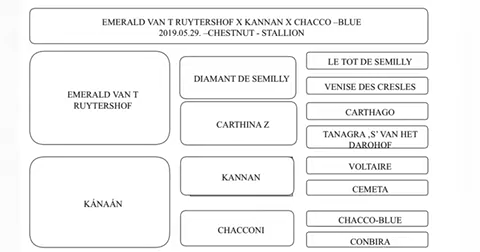 EMERALD VAN T RUYTERSHOF X KANNAN X CHACCO –BLUE
2019.05.29. –CHESTNUT - STALLION
EMERALD VAN T
RUYTERSHOF
DIAMANT DE SEMILLY
LE TOT DE SEMILLY
VENISE DES CRESLES
CARTHINA Z
CARTHAGO
TANAGRA ‚S’ VAN HET
DAROHOF
KÁNAÁN
KANNAN
VOLTAIRE
CEMETA
CHACCONI
CHACCO-BLUE
CONBIRA